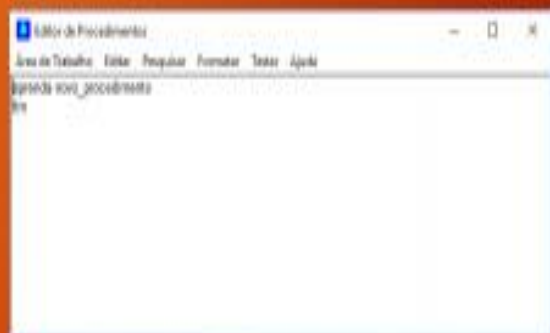 Editor de Procedimentos
Área de Trabalho Editar Pesquisar Formatar Testar Ajuda
aprenda novo_procedimento
fim